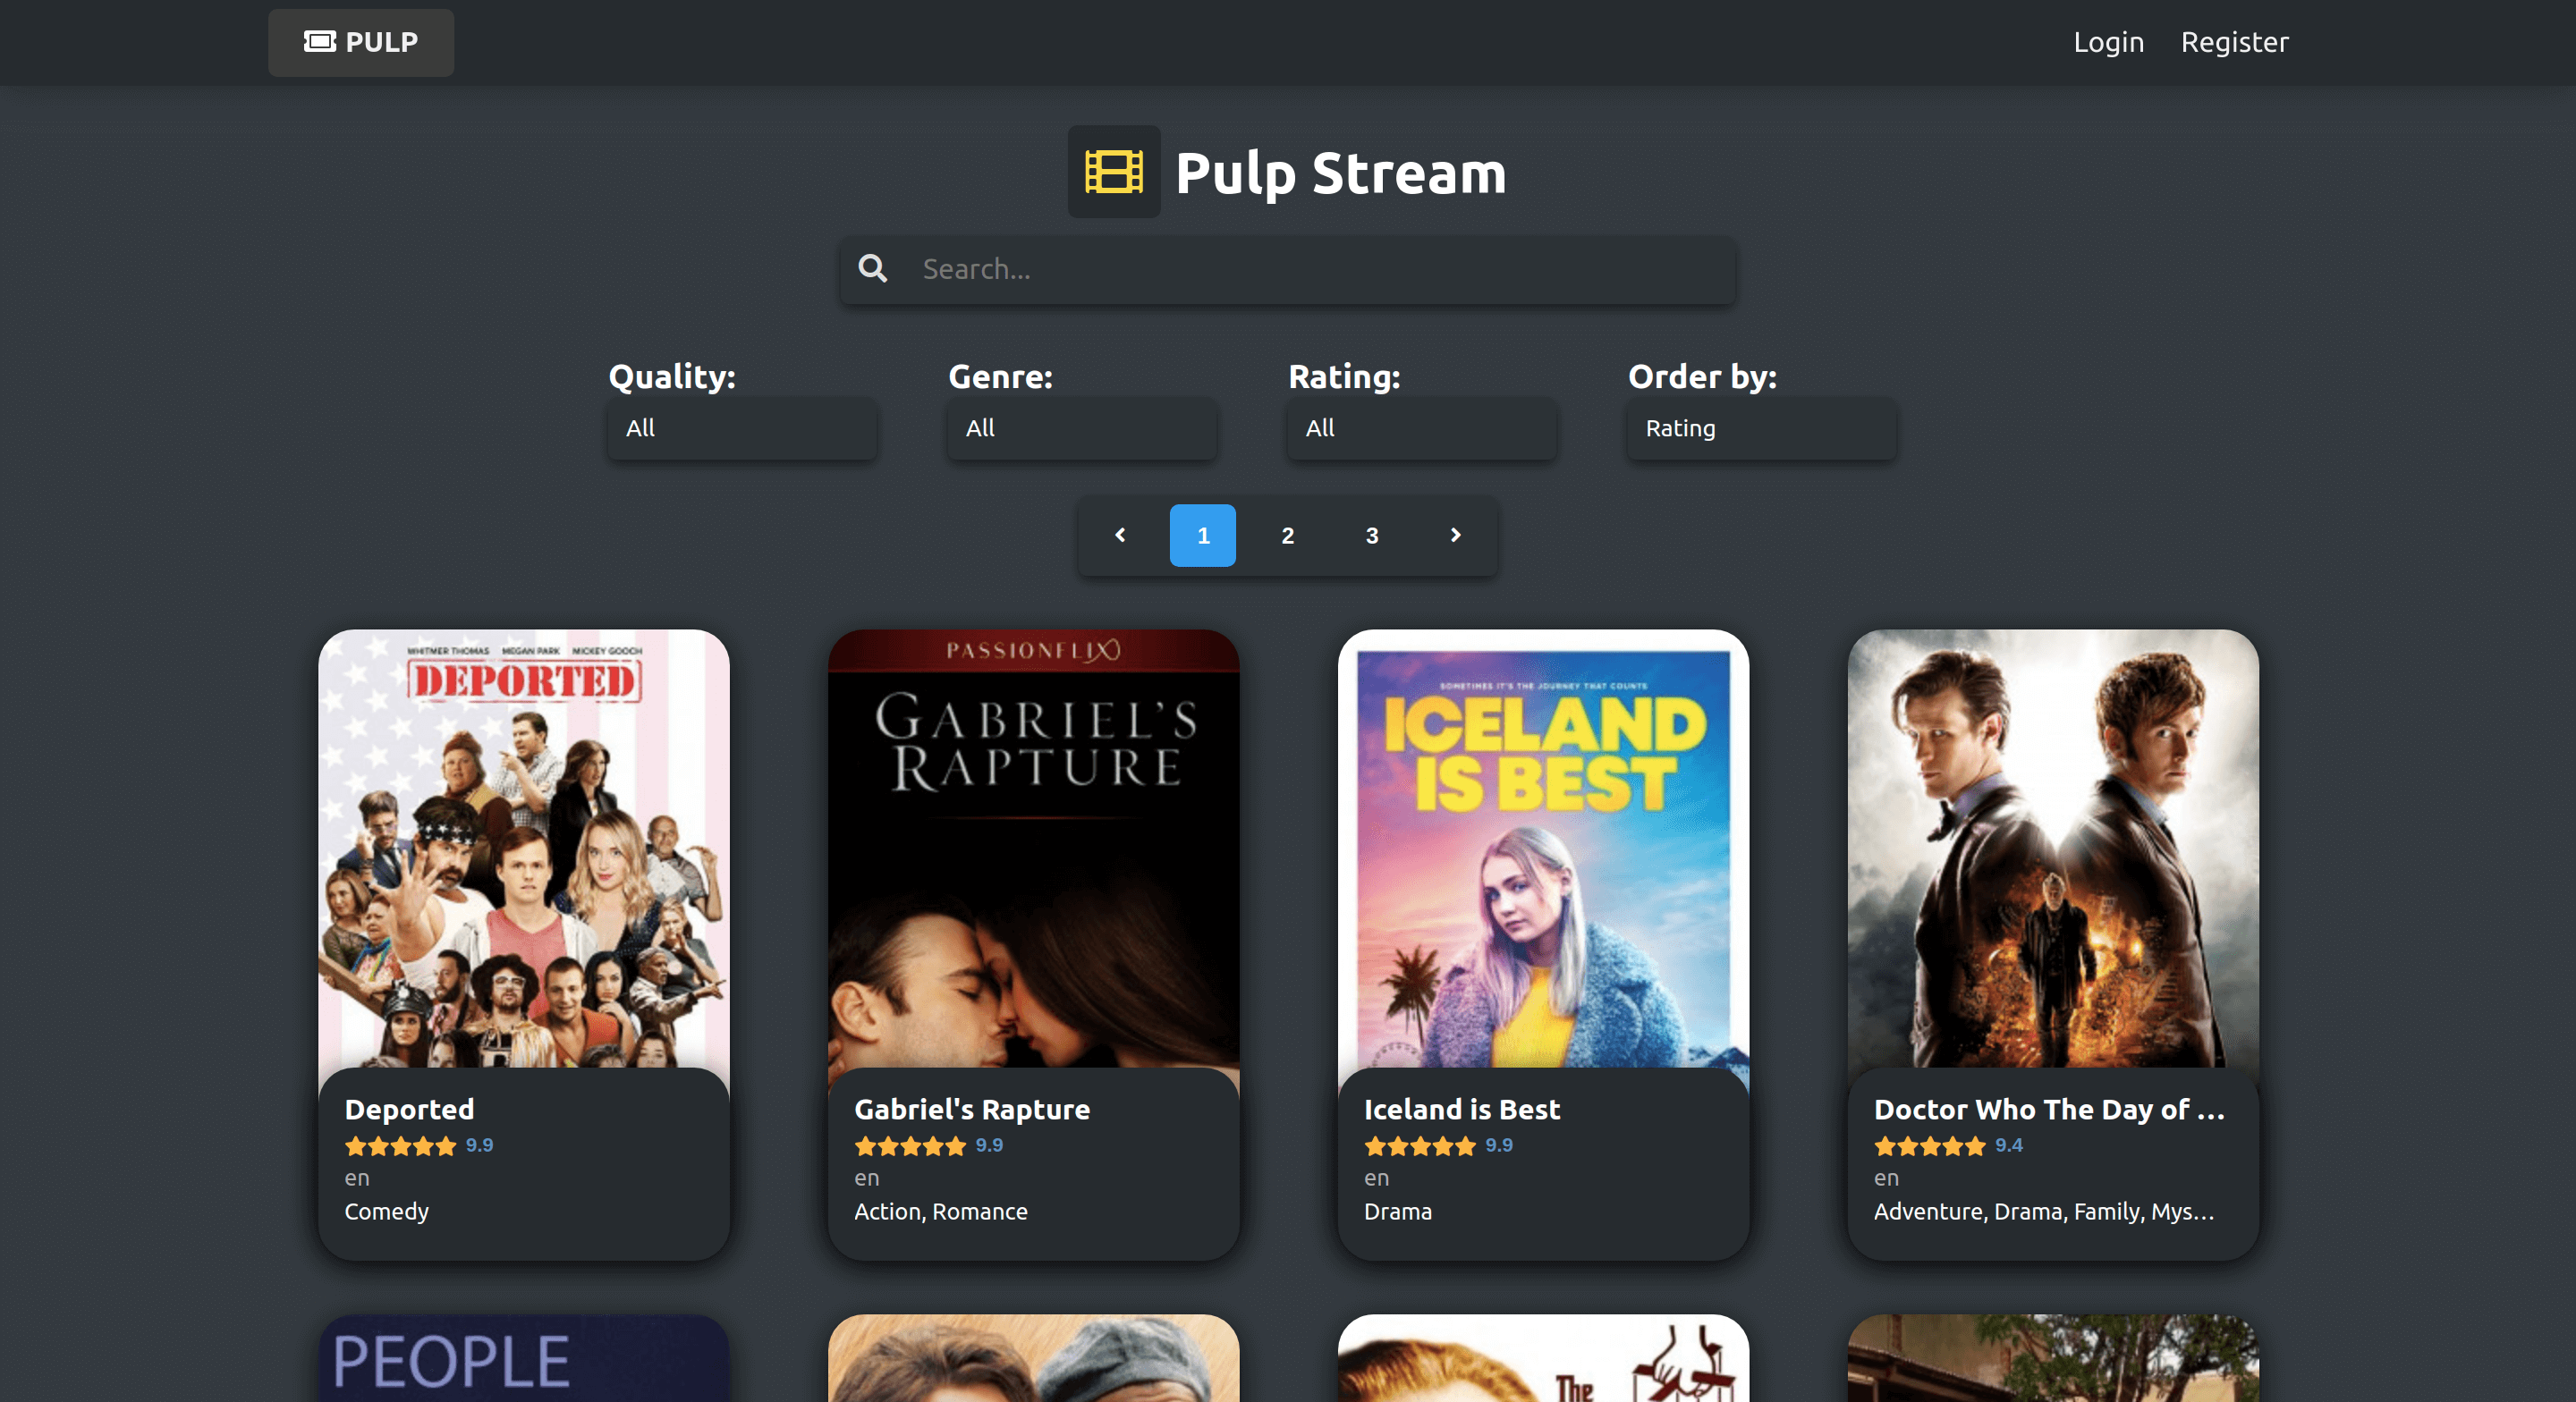 PULP
Login
Register
Pulp Stream
Search...
Quality:
Genre:
Rating:
Order by:
All
All
All
Rating
1
2
3
WHITMER THOMAS MEGAN PARK MICKEY GOOCH
DEPORTED
PASSIONFLIX
GABRIEL'S
RAPTURE
SOMETIMES IT'S THE JOURNEY THAT COUNTS
ICELAND
IS BEST
Deported
9.9
en
Comedy
Gabriel's Rapture
9.9
en
Action, Romance
Iceland is Best
9.9
en
Drama
Doctor Who The Day of ...
9.4
en
Adventure, Drama, Family, Mys...
PEOPLE
The